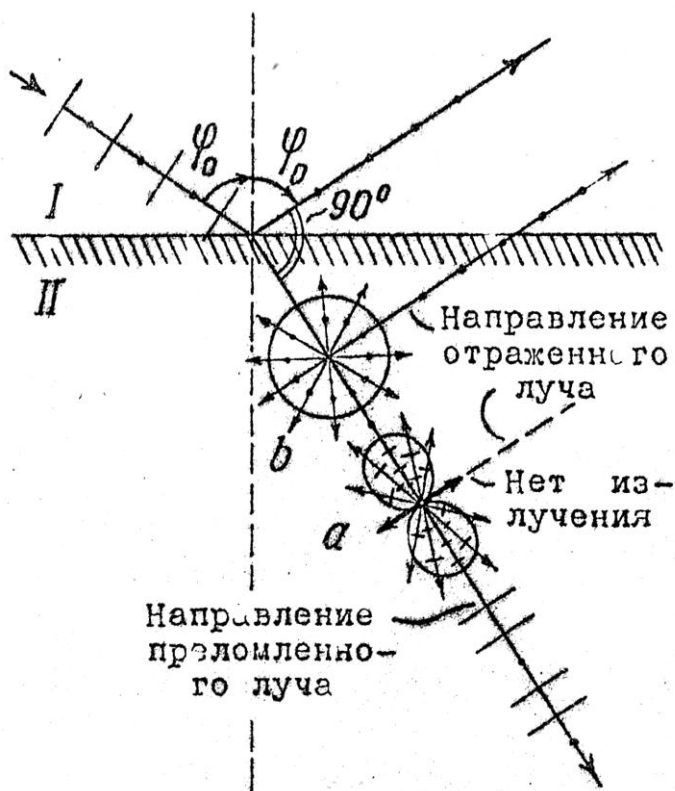 φ₀ φ₀
90°
I
II
Направление
отраженного
луча
b
Нет из-
лучения
a
Направление
преломленно-
го луча